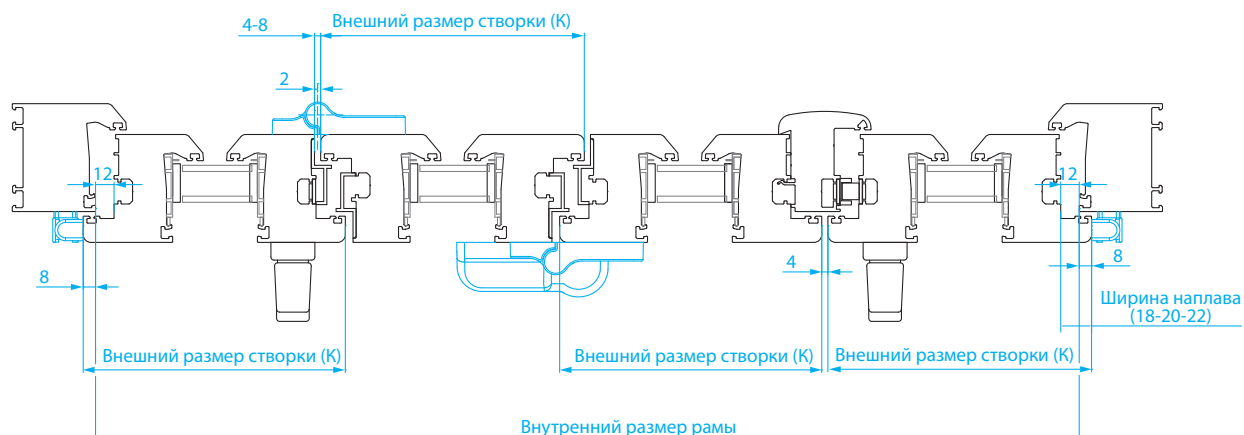 4-8
Внешний размер створки (К)
2
12
12
8
4
8
Ширина наплава
(18-20-22)
Внешний размер створки (К)
Внешний размер створки (К)
Внешний размер створки (К)
Внутренний размер рамы